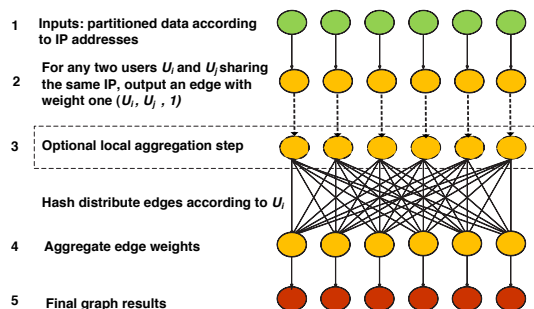 1 Inputs: partitioned data according
to IP addresses
For any two users Ui and Uj sharing
2 the same IP, output an edge with
weight one (Ui, Uj , 1)
3 Optional local aggregation step
Hash distribute edges according to Ui
4 Aggregate edge weights
5 Final graph results